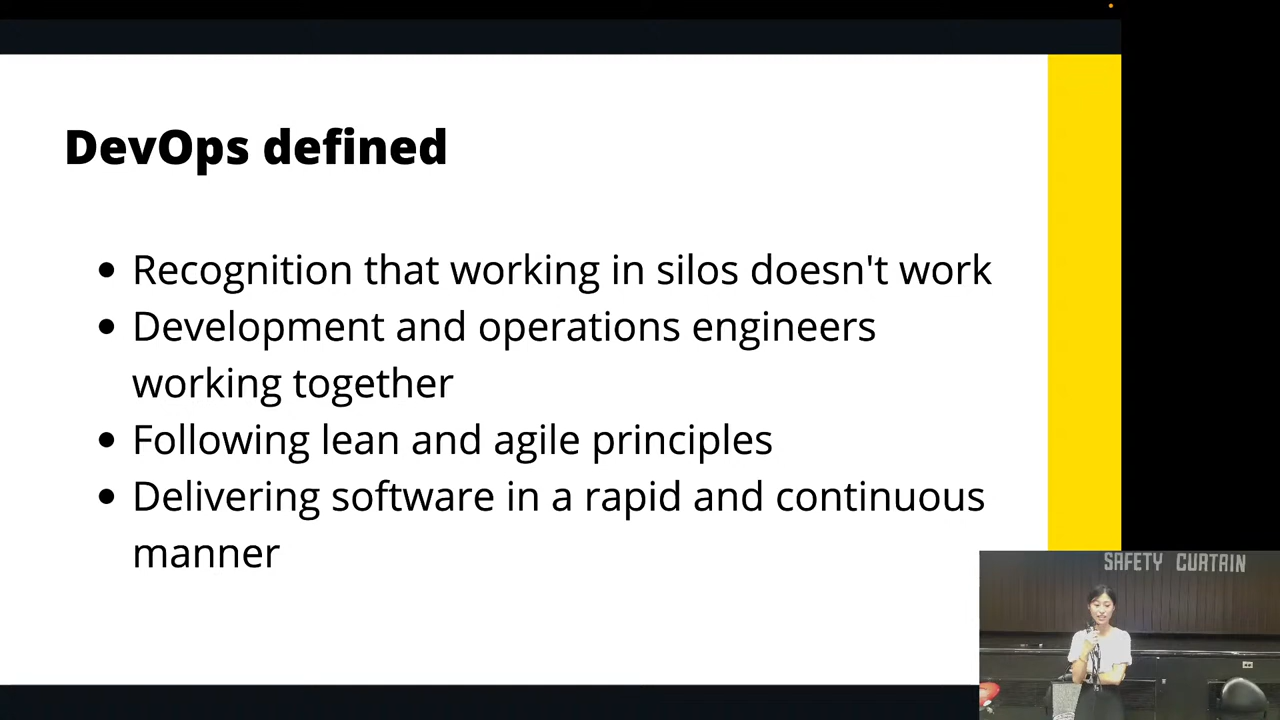 DevOps defined
• Recognition that working in silos doesn't work
• Development and operations engineers
working together
• Following lean and agile principles
• Delivering software in a rapid and continuous
manner
SAFETY CURTAIN